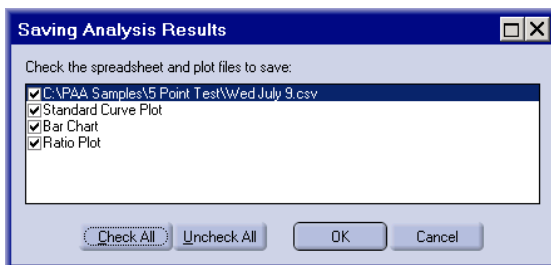 Saving Analysis Results
Check the spreadsheet and plot files to save:
C:\PAA Samples\5 Point Test\Wed July 9.csv
Standard Curve Plot
Bar Chart
Ratio Plot
Check All Uncheck All OK Cancel